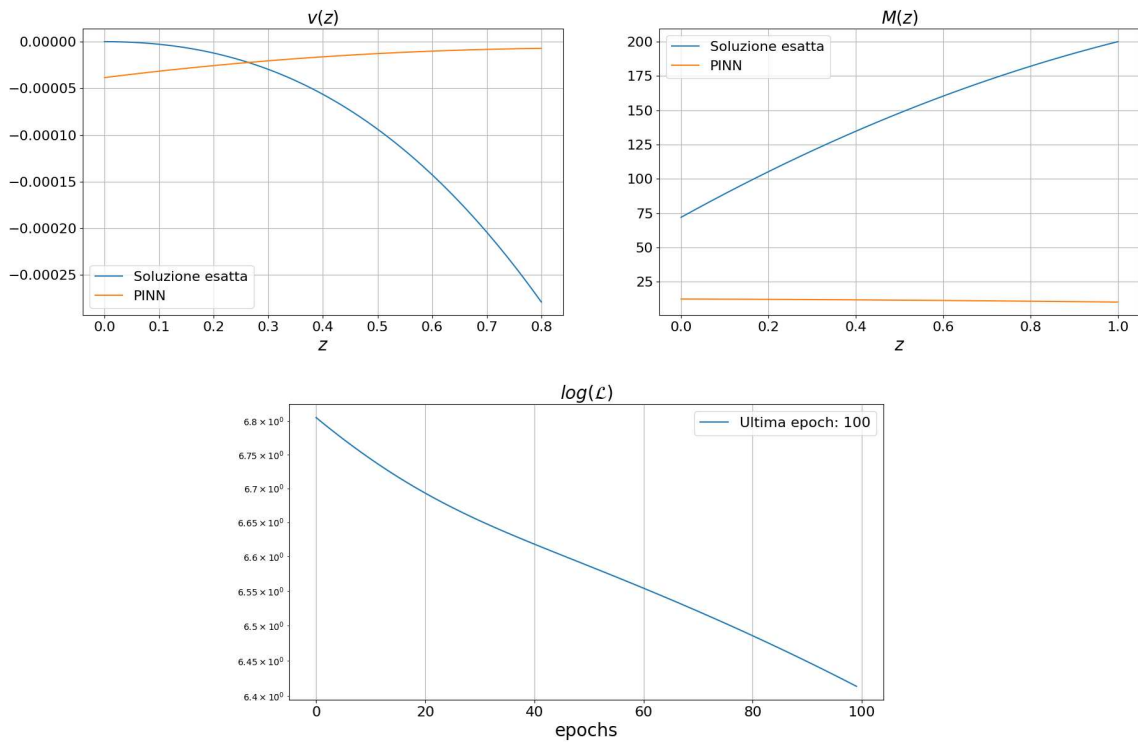 v(z)
0.00000
−0.00005
−0.00010
−0.00015
−0.00020
−0.00025
Soluzione esatta
PINN
0.0 0.1 0.2 0.3 0.4 0.5 0.6 0.7 0.8
z
M(z)
200
175
150
125
100
75
50
25
Soluzione esatta
PINN
0.0 0.2 0.4 0.6 0.8 1.0
z
log(ℒ)
6.8 × 10⁰
6.75 × 10⁰
6.7 × 10⁰
6.65 × 10⁰
6.6 × 10⁰
6.55 × 10⁰
6.5 × 10⁰
6.45 × 10⁰
6.4 × 10⁰
Ultima epoch: 100
0 20 40 60 80 100
epochs